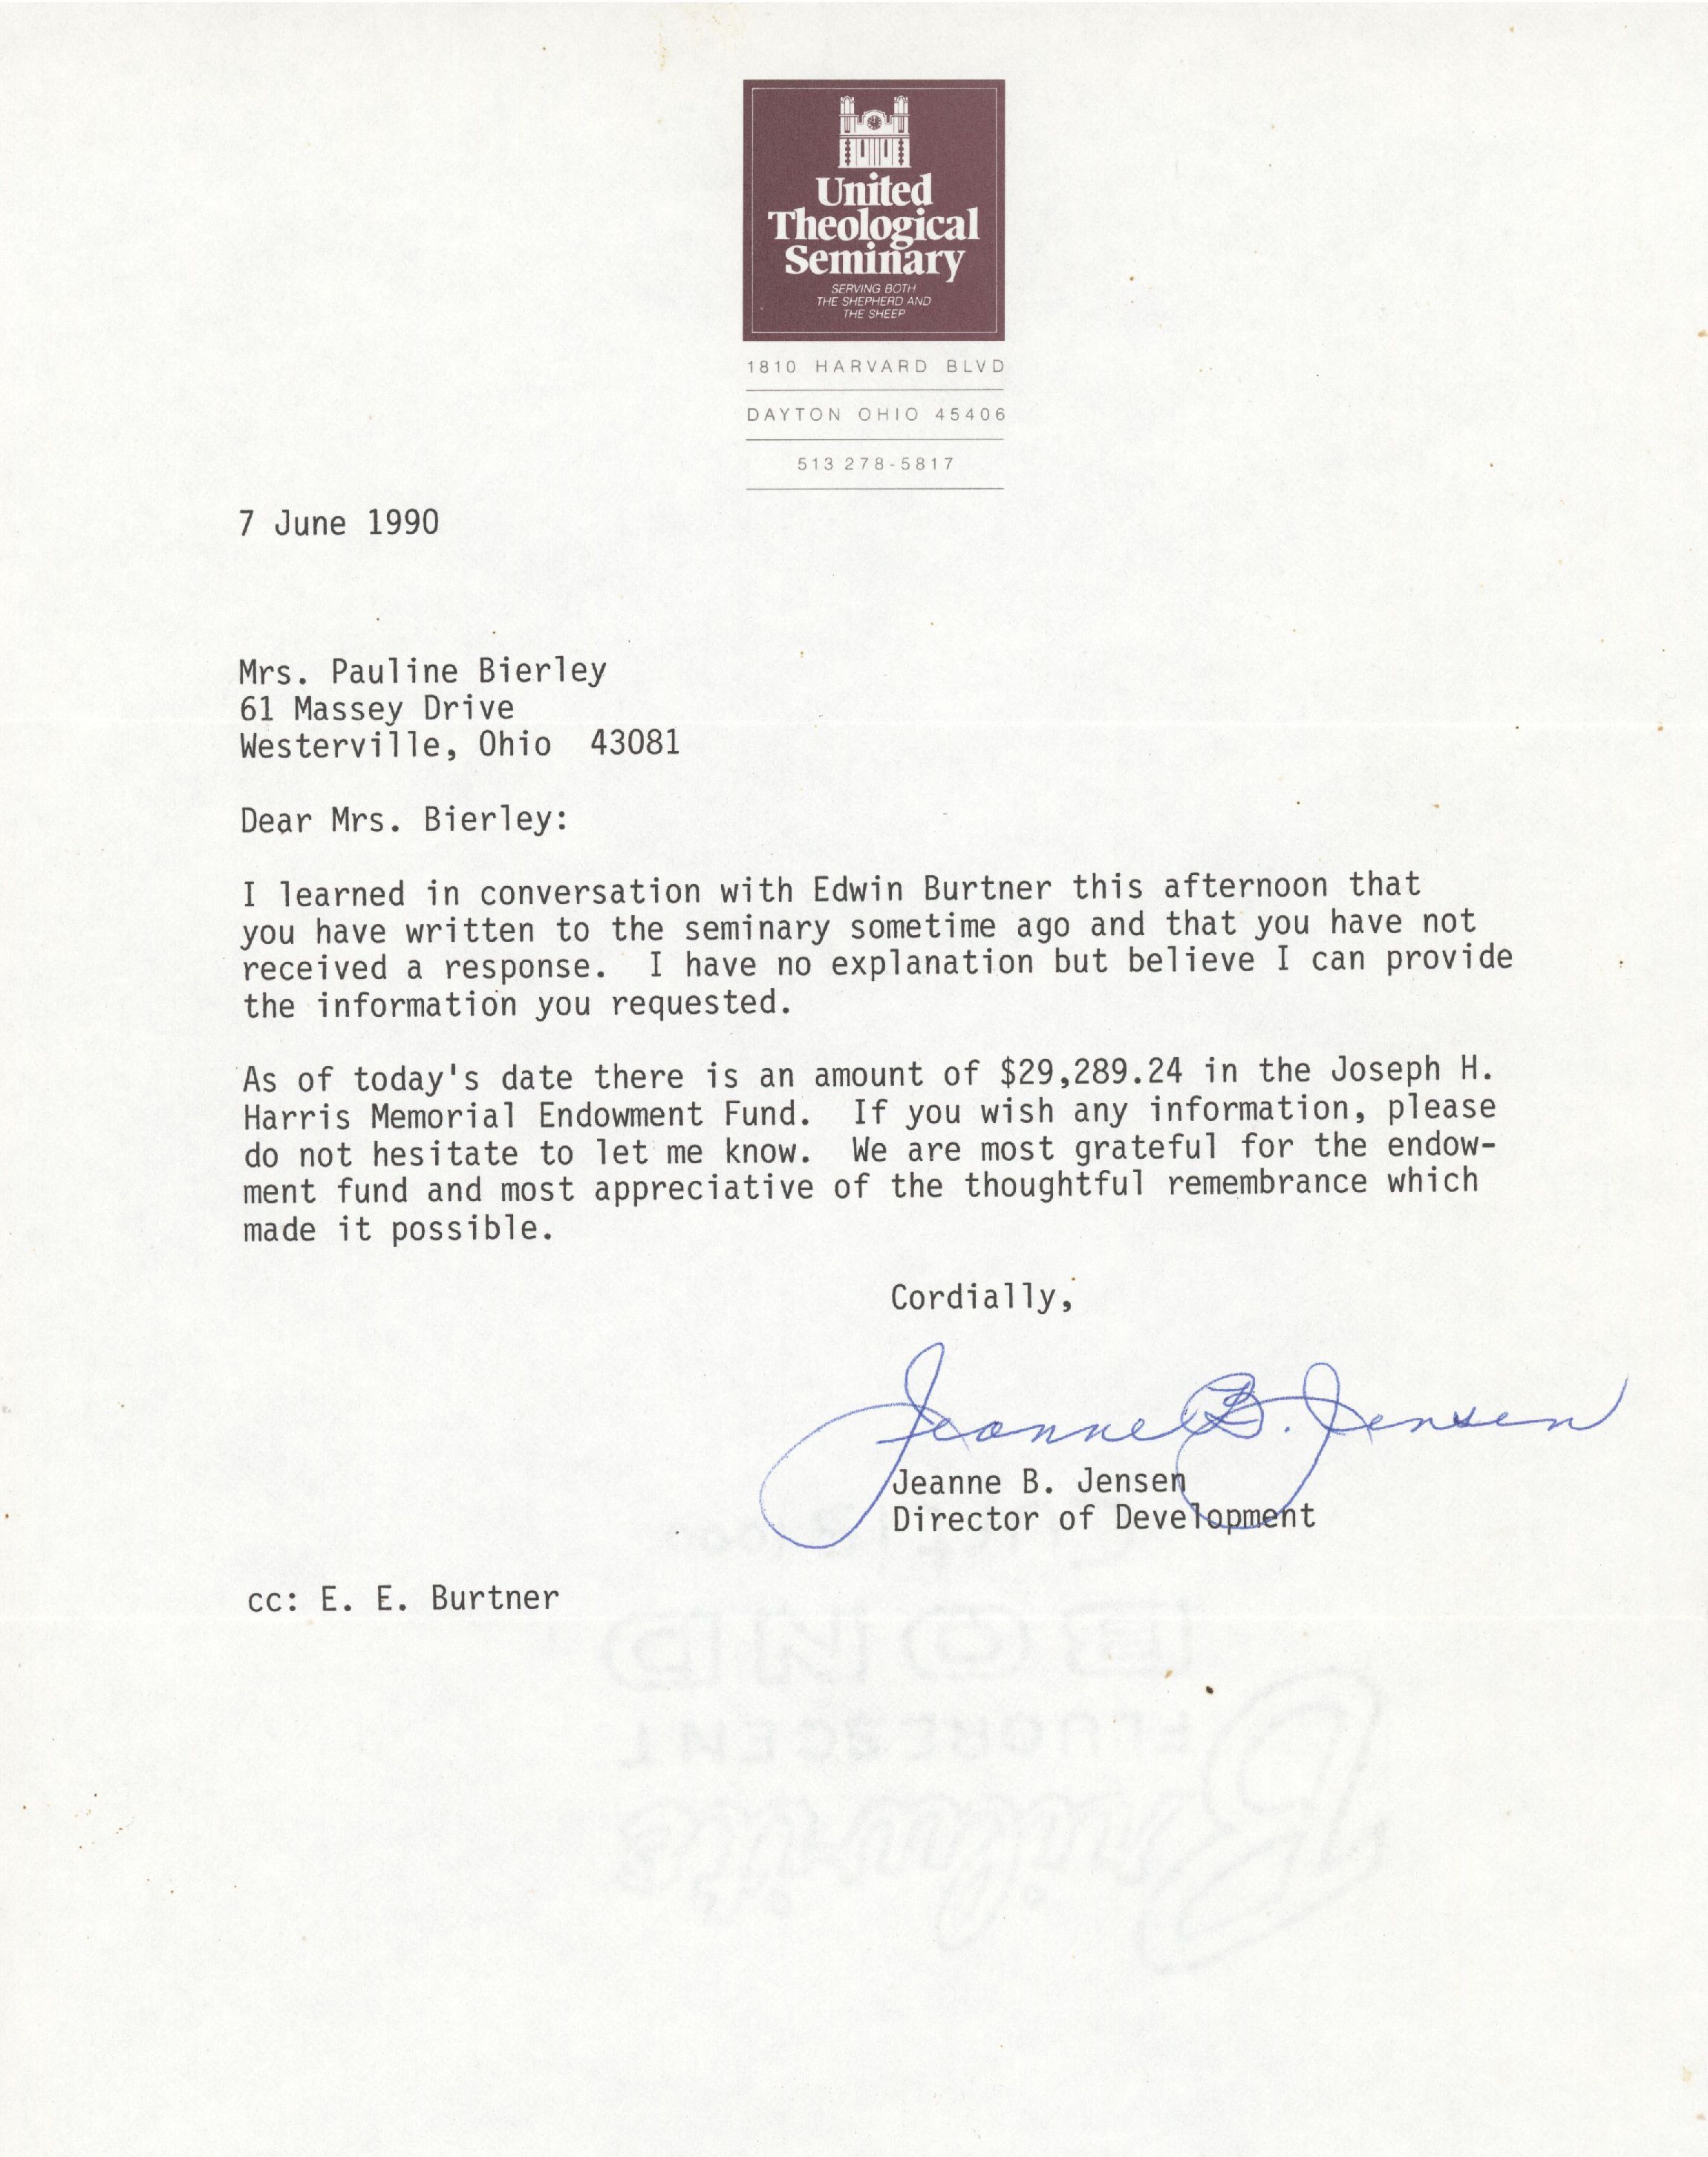 United
Theological
Seminary
SERVING BOTH
THE SHEPHERD AND
THE SHEEP
1810 HARVARD BLVD
DAYTON OHIO 45406
513 278-5817
7 June 1990
Mrs. Pauline Bierley
61 Massey Drive
Westerville, Ohio  43081
Dear Mrs. Bierley:
I learned in conversation with Edwin Burtner this afternoon that
you have written to the seminary sometime ago and that you have not
received a response.  I have no explanation but believe I can provide
the information you requested.
As of today's date there is an amount of $29,289.24 in the Joseph H.
Harris Memorial Endowment Fund.  If you wish any information, please
do not hesitate to let me know.  We are most grateful for the endow-
ment fund and most appreciative of the thoughtful remembrance which
made it possible.
Cordially,
Jeanne B. Jensen
Jeanne B. Jensen
Director of Development
cc: E. E. Burtner
BOND
FLUORESCENT